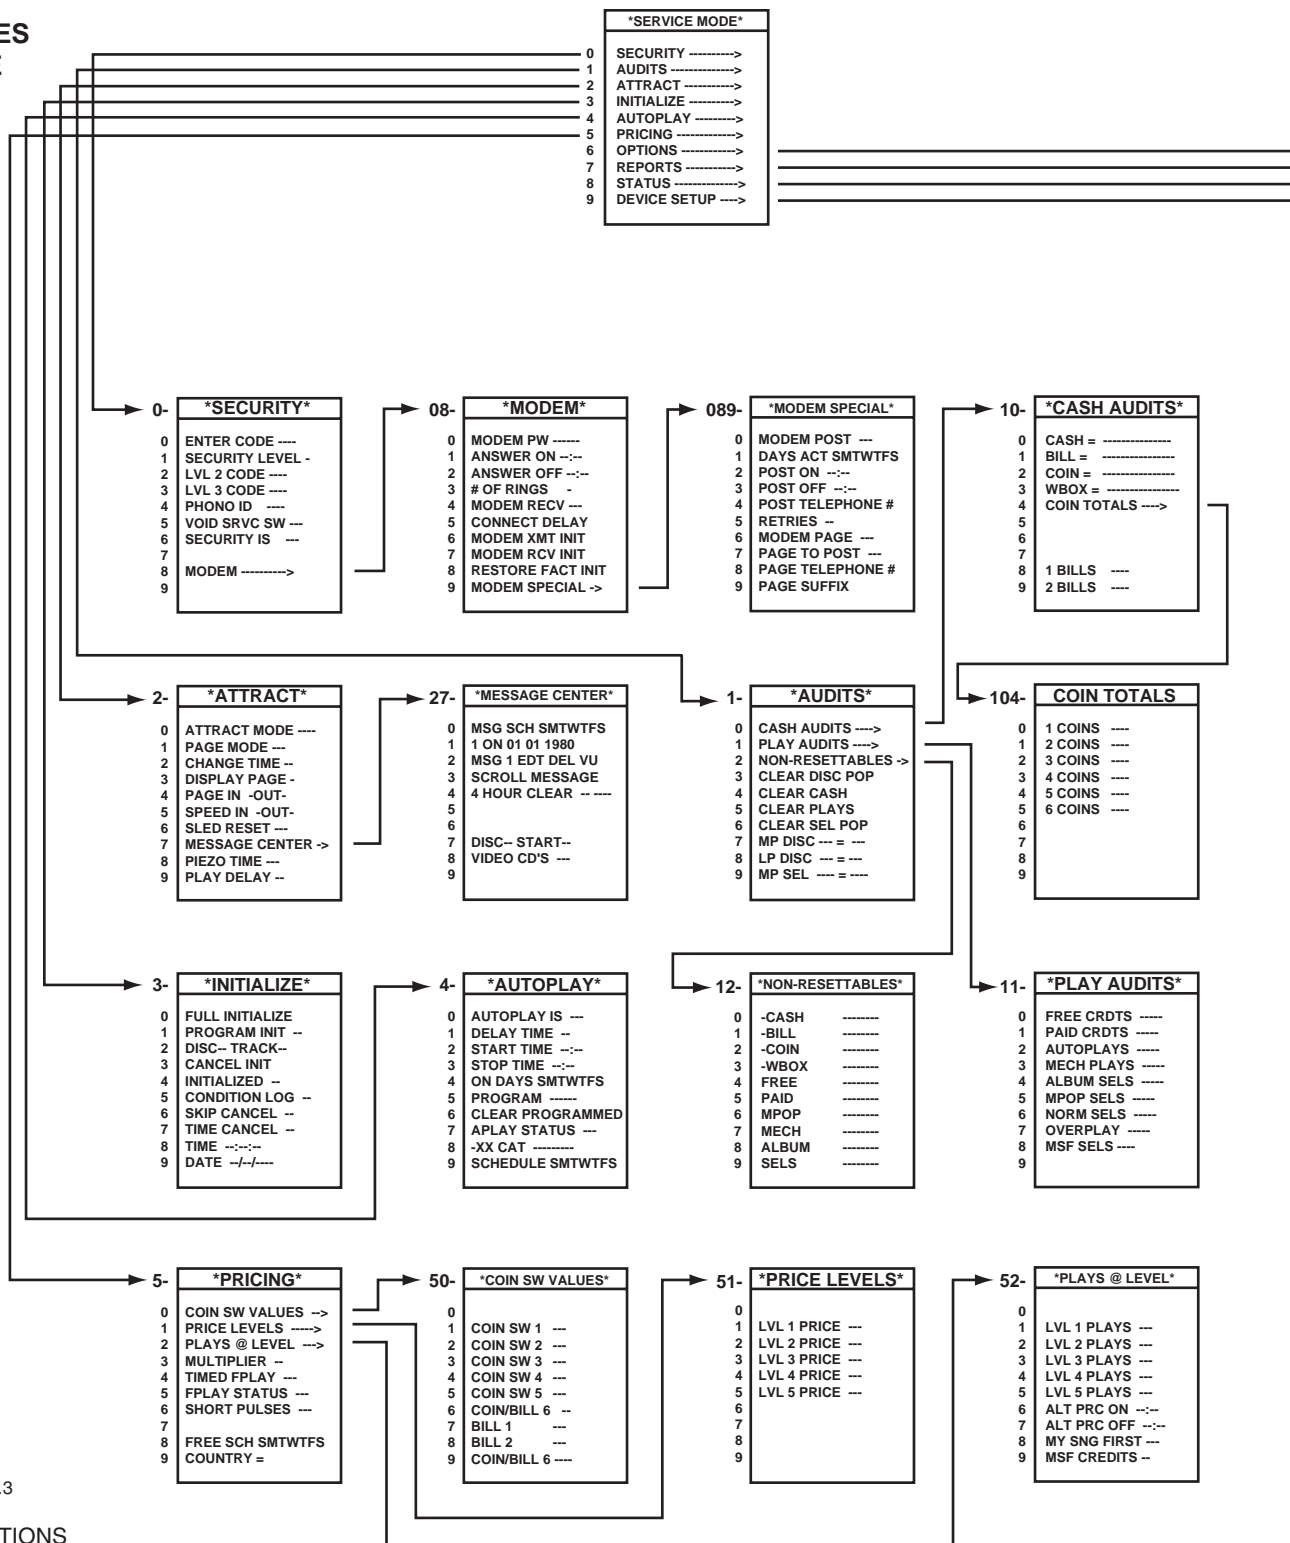 ES
E
*SERVICE MODE*
0 SECURITY ---------->
1 AUDITS -------------->
2 ATTRACT ----------->
3 INITIALIZE ---------->
4 AUTOPLAY --------->
5 PRICING ------------->
6 OPTIONS ------------>
7 REPORTS ----------->
8 STATUS -------------->
9 DEVICE SETUP ---->
0- *SECURITY*
0 ENTER CODE ----
1 SECURITY LEVEL -
2 LVL 2 CODE ----
3 LVL 3 CODE ----
4 PHONO ID ----
5 VOID SRVC SW ---
6 SECURITY IS ---
7
8 MODEM ---------->
9
08- *MODEM*
0 MODEM PW ------
1 ANSWER ON --:--
2 ANSWER OFF --:--
3 # OF RINGS -
4 MODEM RECV ---
5 CONNECT DELAY
6 MODEM XMT INIT
7 MODEM RCV INIT
8 RESTORE FACT INIT
9 MODEM SPECIAL ->
089- *MODEM SPECIAL*
0 MODEM POST ---
1 DAYS ACT SMTWTFS
2 POST ON --:--
3 POST OFF --:--
4 POST TELEPHONE #
5 RETRIES --
6 MODEM PAGE ---
7 PAGE TO POST ---
8 PAGE TELEPHONE #
9 PAGE SUFFIX
10- *CASH AUDITS*
0 CASH = ---------------
1 BILL = ----------------
2 COIN = ----------------
3 WBOX = ----------------
4 COIN TOTALS ---->
5
6
7
8 1 BILLS ----
9 2 BILLS ----
2- *ATTRACT*
0 ATTRACT MODE ----
1 PAGE MODE ---
2 CHANGE TIME --
3 DISPLAY PAGE -
4 PAGE IN -OUT-
5 SPEED IN -OUT-
6 SLED RESET ---
7 MESSAGE CENTER ->
8 PIEZO TIME ---
9 PLAY DELAY --
27- *MESSAGE CENTER*
0 MSG SCH SMTWTFS
1 1 ON 01 01 1980
2 MSG 1 EDT DEL VU
3 SCROLL MESSAGE
4 4 HOUR CLEAR -- ----
5
6
7 DISC-- START--
8 VIDEO CD'S ---
9
1- *AUDITS*
0 CASH AUDITS ---->
1 PLAY AUDITS ---->
2 NON-RESETTABLES ->
3 CLEAR DISC POP
4 CLEAR CASH
5 CLEAR PLAYS
6 CLEAR SEL POP
7 MP DISC --- = ---
8 LP DISC --- = ---
9 MP SEL ---- = ----
104- COIN TOTALS
0 1 COINS ----
1 2 COINS ----
2 3 COINS ----
3 4 COINS ----
4 5 COINS ----
5 6 COINS ----
6
7
8
9
3- *INITIALIZE*
0 FULL INITIALIZE
1 PROGRAM INIT --
2 DISC-- TRACK--
3 CANCEL INIT
4 INITIALIZED --
5 CONDITION LOG --
6 SKIP CANCEL --
7 TIME CANCEL --
8 TIME --:--:--
9 DATE --/--/----
4- *AUTOPLAY*
0 AUTOPLAY IS ---
1 DELAY TIME --
2 START TIME --:--
3 STOP TIME --:--
4 ON DAYS SMTWTFS
5 PROGRAM ------
6 CLEAR PROGRAMMED
7 APLAY STATUS ---
8 -XX CAT ---------
9 SCHEDULE SMTWTFS
12- *NON-RESETTABLES*
0 -CASH --------
1 -BILL --------
2 -COIN --------
3 -WBOX --------
4 FREE --------
5 PAID --------
6 MPOP --------
7 MECH --------
8 ALBUM --------
9 SELS --------
11- *PLAY AUDITS*
0 FREE CRDTS -----
1 PAID CRDTS -----
2 AUTOPLAYS -----
3 MECH PLAYS -----
4 ALBUM SELS -----
5 MPOP SELS -----
6 NORM SELS -----
7 OVERPLAY -----
8 MSF SELS ----
9
5- *PRICING*
0 COIN SW VALUES -->
1 PRICE LEVELS ----->
2 PLAYS @ LEVEL --->
3 MULTIPLIER --
4 TIMED FPLAY ---
5 FPLAY STATUS ---
6 SHORT PULSES ---
7
8 FREE SCH SMTWTFS
9 COUNTRY =
50- *COIN SW VALUES*
0
1 COIN SW 1 ---
2 COIN SW 2 ---
3 COIN SW 3 ---
4 COIN SW 4 ---
5 COIN SW 5 ---
6 COIN/BILL 6 --
7 BILL 1 ---
8 BILL 2 ---
9 COIN/BILL 6 ----
51- *PRICE LEVELS*
0
1 LVL 1 PRICE ---
2 LVL 2 PRICE ---
3 LVL 3 PRICE ---
4 LVL 4 PRICE ---
5 LVL 5 PRICE ---
6
7
8
9
52- *PLAYS @ LEVEL*
0
1 LVL 1 PLAYS ---
2 LVL 2 PLAYS ---
3 LVL 3 PLAYS ---
4 LVL 4 PLAYS ---
5 LVL 5 PLAYS ---
6 ALT PRC ON --:--
7 ALT PRC OFF --:--
8 MY SNG FIRST ---
9 MSF CREDITS --
.3
TIONS